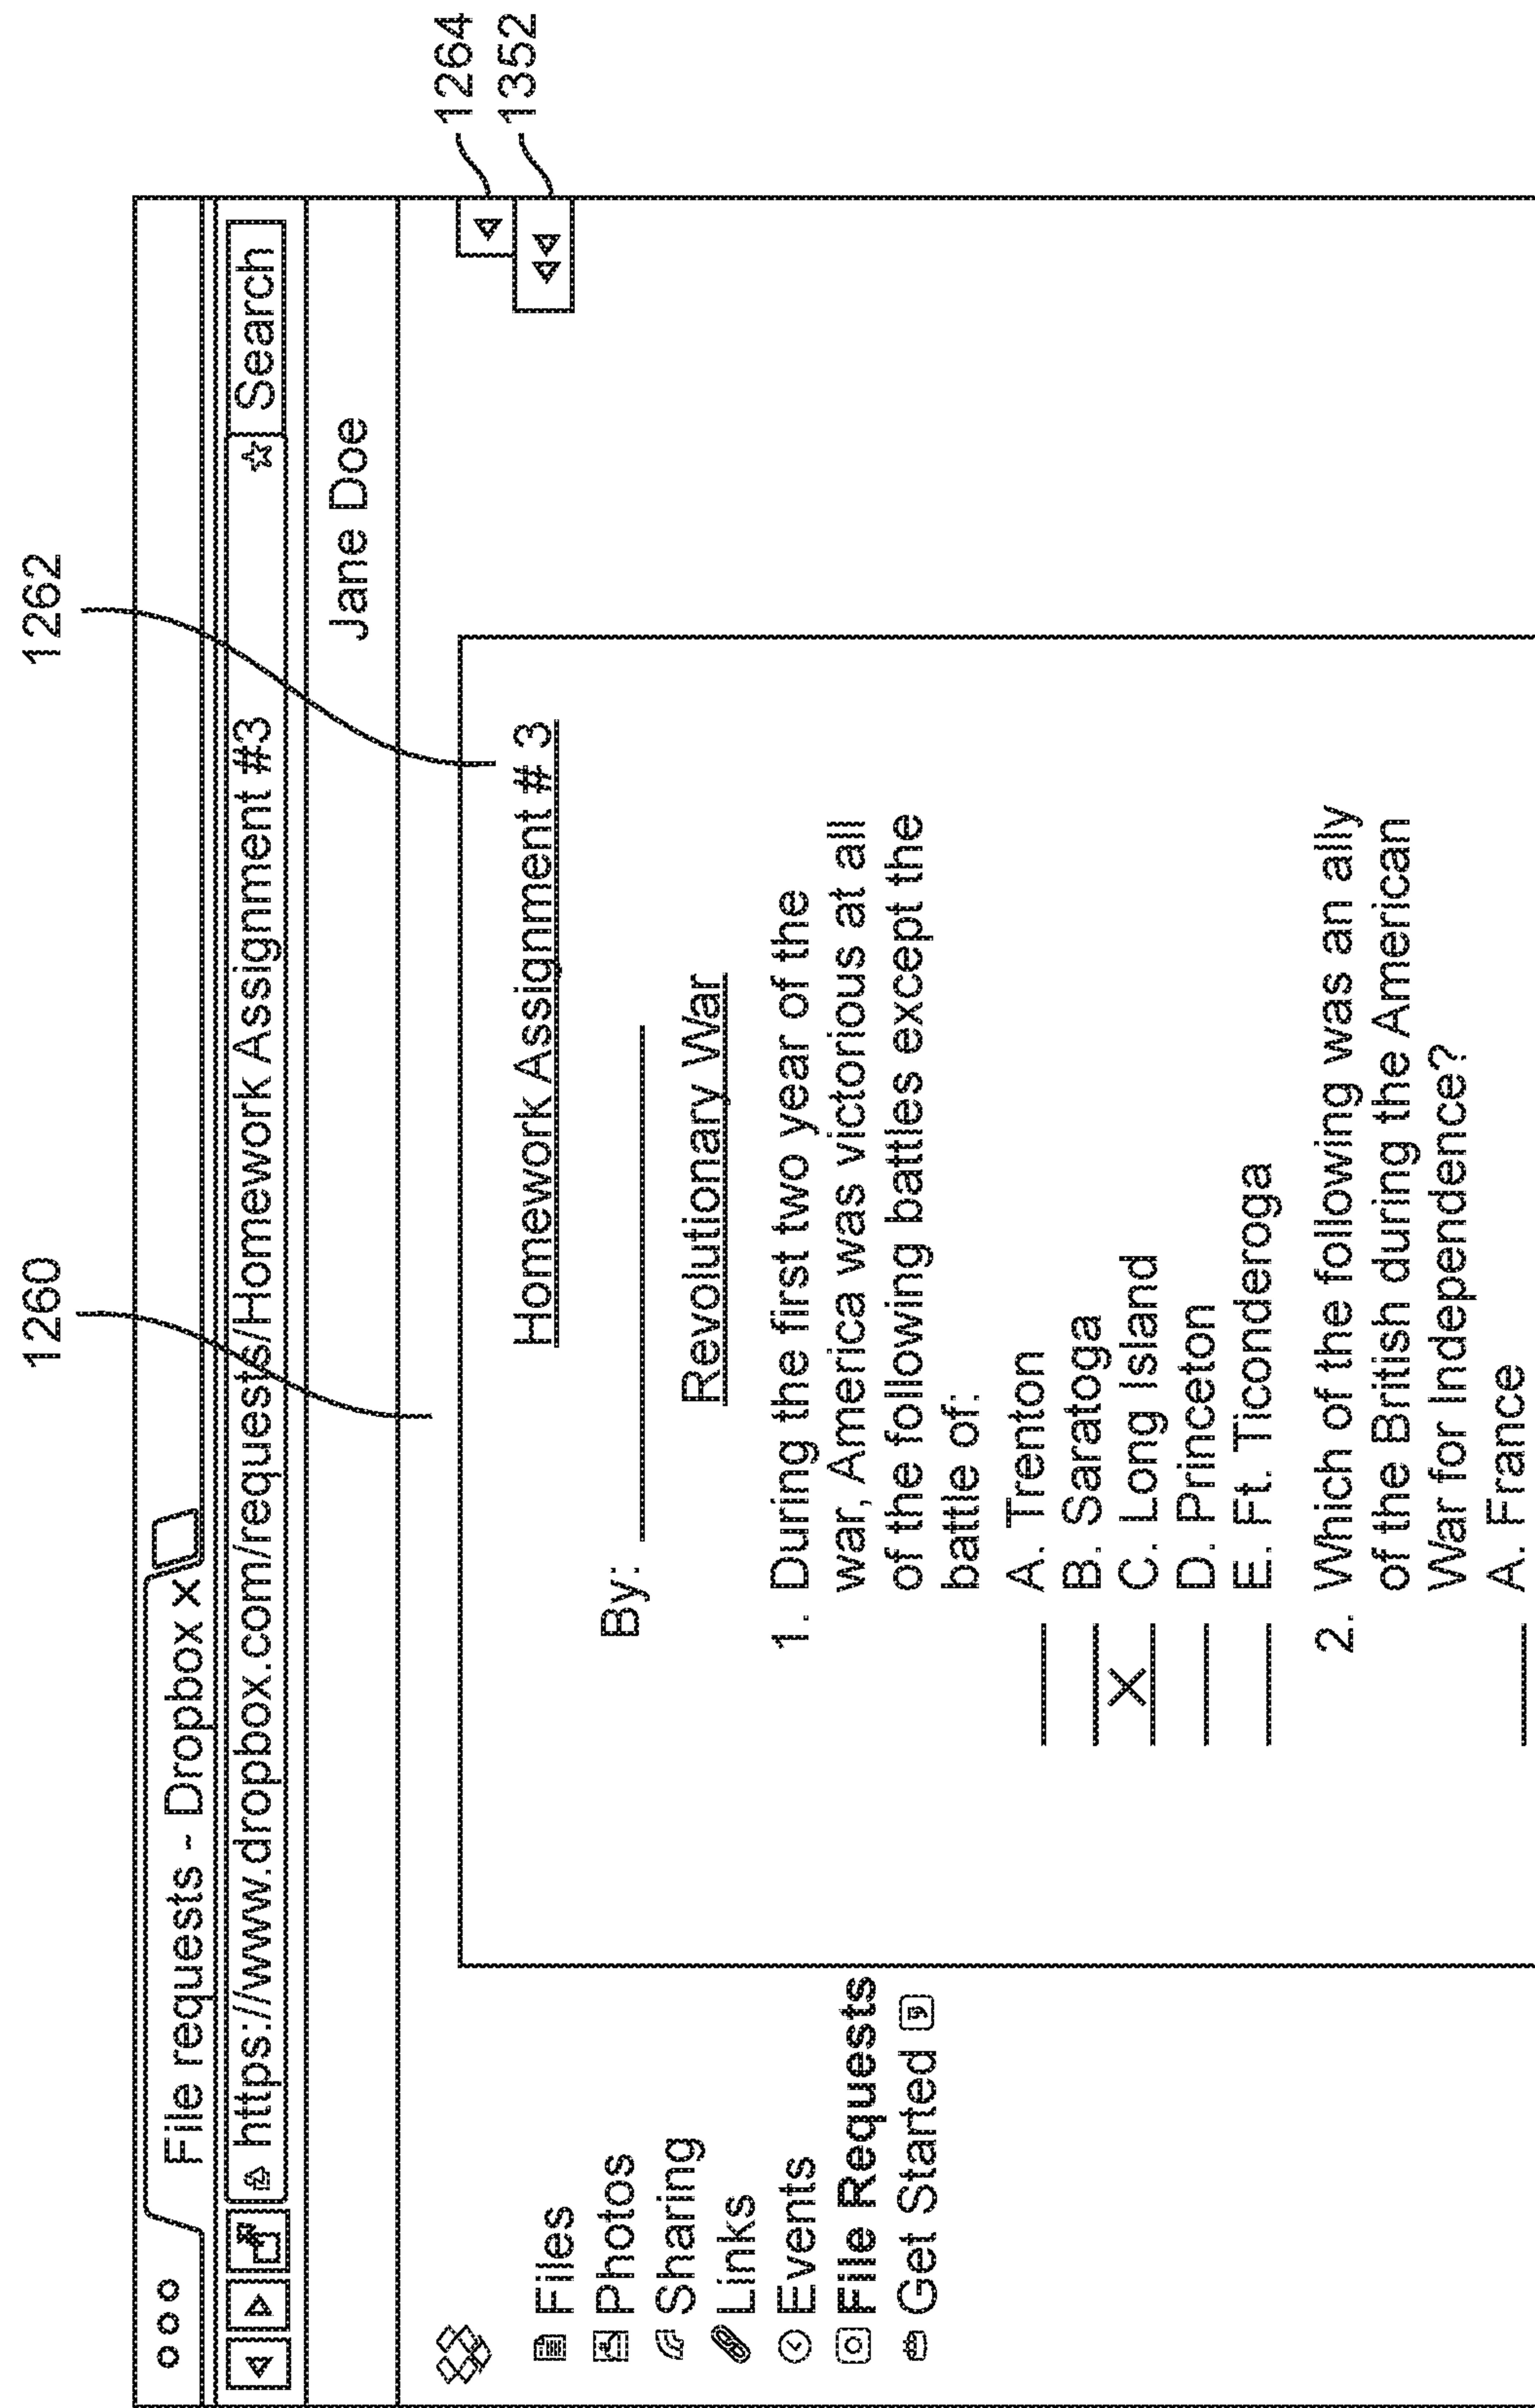 1260
1262
File requests - Dropbox x
https://www.dropbox.com/requests/Homework Assignment #3
Search
Jane Doe
1264
1352
Files
Photos
Sharing
Links
Events
File Requests
Get Started
Homework Assignment # 3
By:
Revolutionary War
1. During the first two year of the
war, America was victorious at all
of the following battles except the
battle of:
A. Trenton
B. Saratoga
X C. Long Island
D. Princeton
E. Ft. Ticonderoga
2. Which of the following was an ally
of the British during the American
War for Independence?
A. France